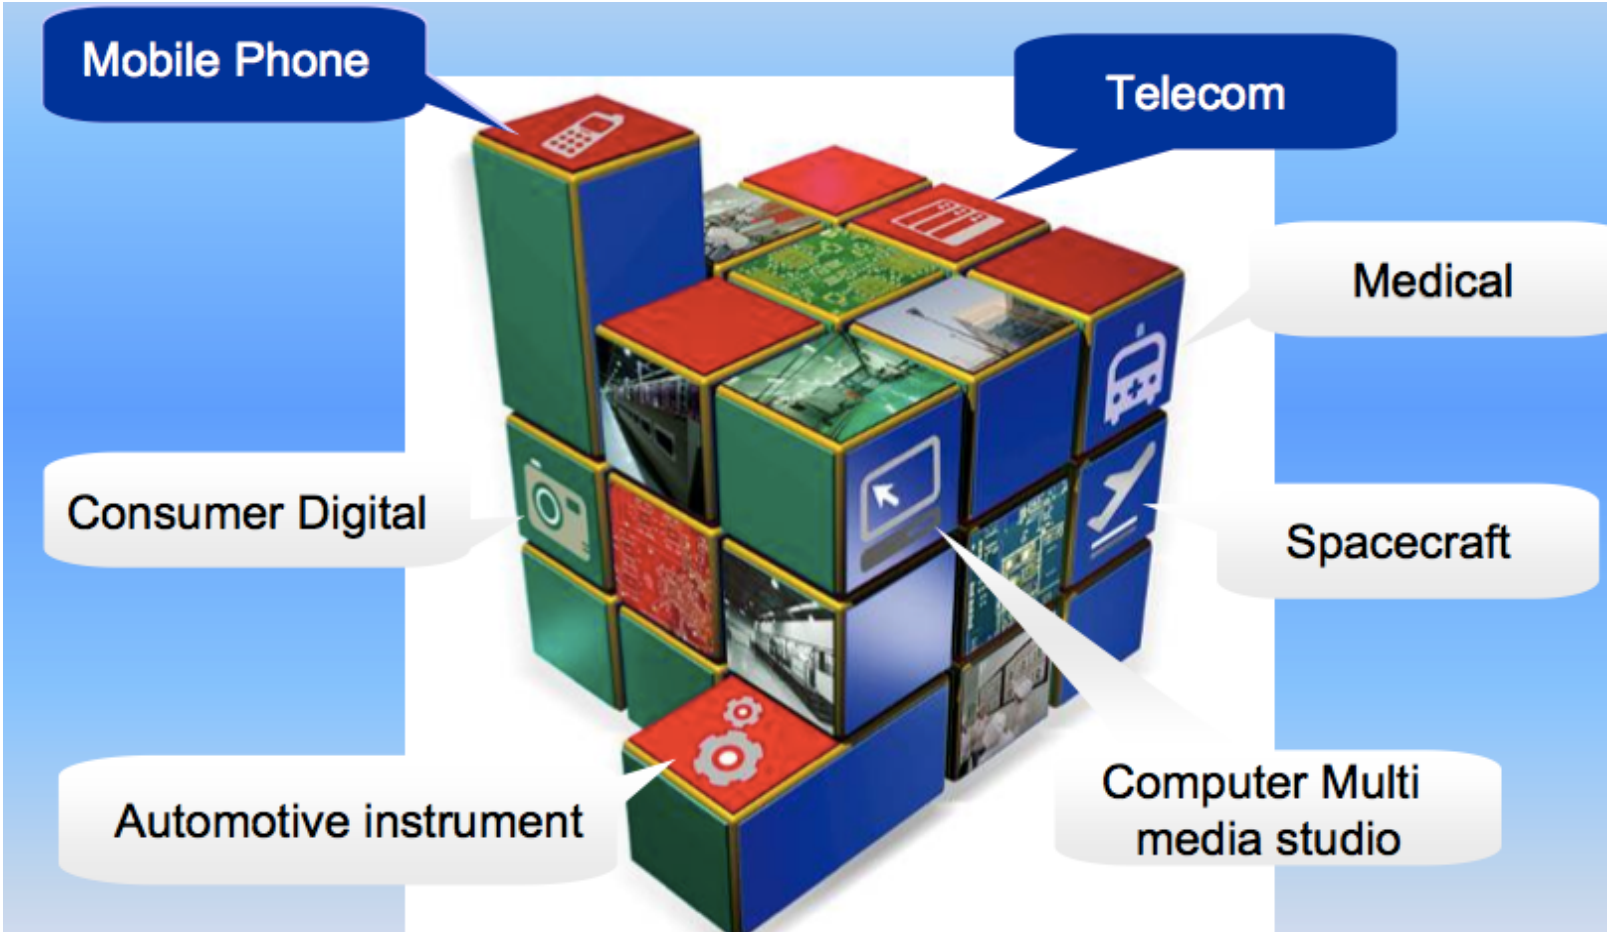 Mobile Phone
Telecom
Medical
Consumer Digital
Spacecraft
Automotive instrument
Computer Multi
media studio